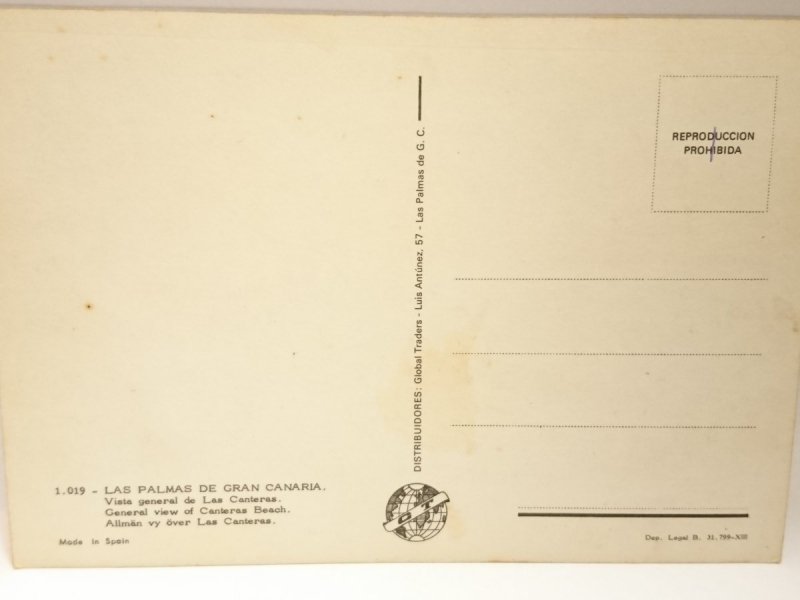 1.019 - LAS PALMAS DE GRAN CANARIA.
Vista general de Las Canteras.
General view of Canteras Beach.
Allmän vy över Las Canteras.
Made in Spain
DISTRIBUIDORES: Global Traders - Luis Antúnez, 57 - Las Palmas de G. C.
GT
REPRODUCCION
PROHIBIDA
Dep. Legal B. 31.799-XIII